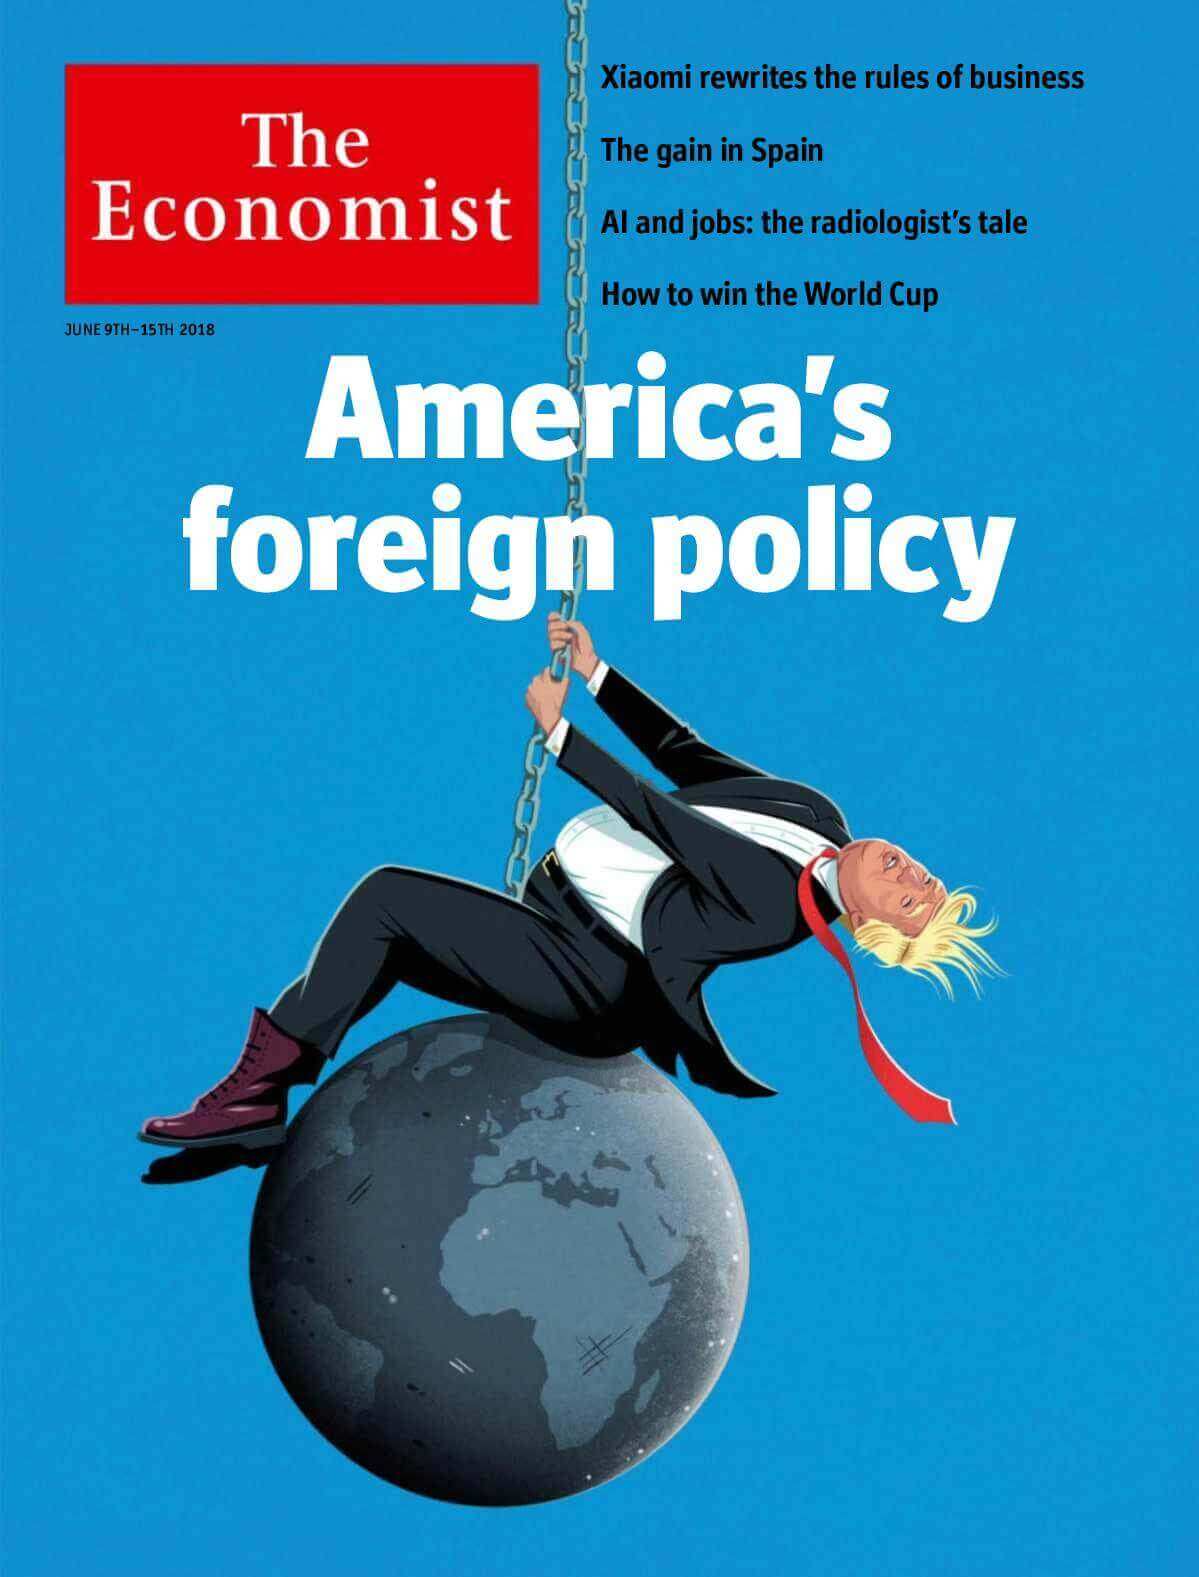 The
Economist
JUNE 9TH–15TH 2018
Xiaomi rewrites the rules of business
The gain in Spain
AI and jobs: the radiologist’s tale
How to win the World Cup
America’s
foreign policy